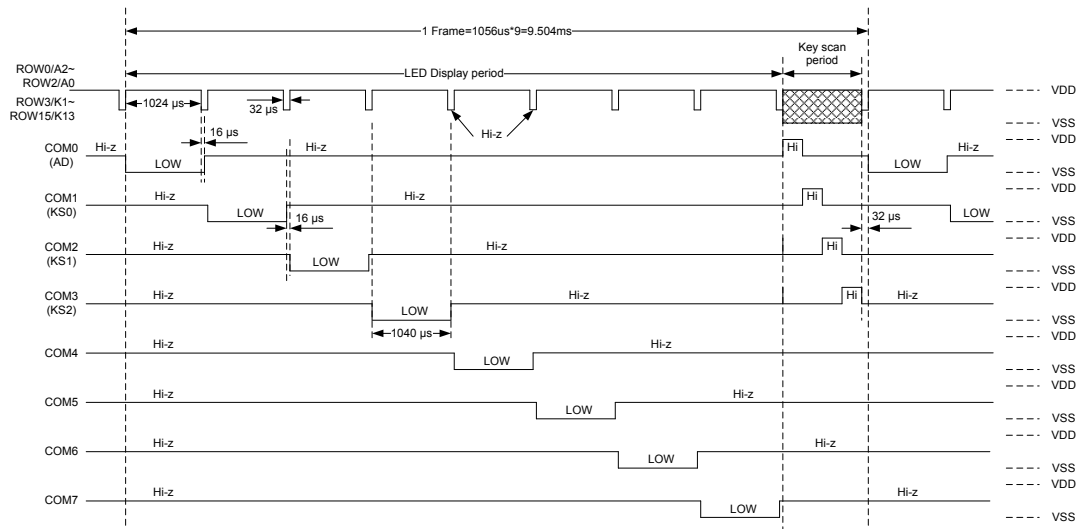 1 Frame=1056us*9=9.504ms
Key scan
period
LED Display period
ROW0/A2~
ROW2/A0
ROW3/K1~
ROW15/K13
1024 µs
32 µs
Hi-z
VDD
VSS
16 µs
COM0
(AD)
Hi-z
LOW
Hi-z
Hi
LOW
Hi-z
VDD
VSS
COM1
(KS0)
Hi-z
LOW
16 µs
Hi-z
Hi
32 µs
LOW
VDD
VSS
COM2
(KS1)
Hi-z
LOW
Hi-z
Hi
VDD
VSS
COM3
(KS2)
Hi-z
LOW
1040 µs
Hi-z
Hi
Hi-z
VDD
VSS
COM4
Hi-z
LOW
Hi-z
VDD
VSS
COM5
Hi-z
LOW
Hi-z
VDD
VSS
COM6
Hi-z
LOW
Hi-z
VDD
VSS
COM7
Hi-z
LOW
Hi-z
VDD
VSS